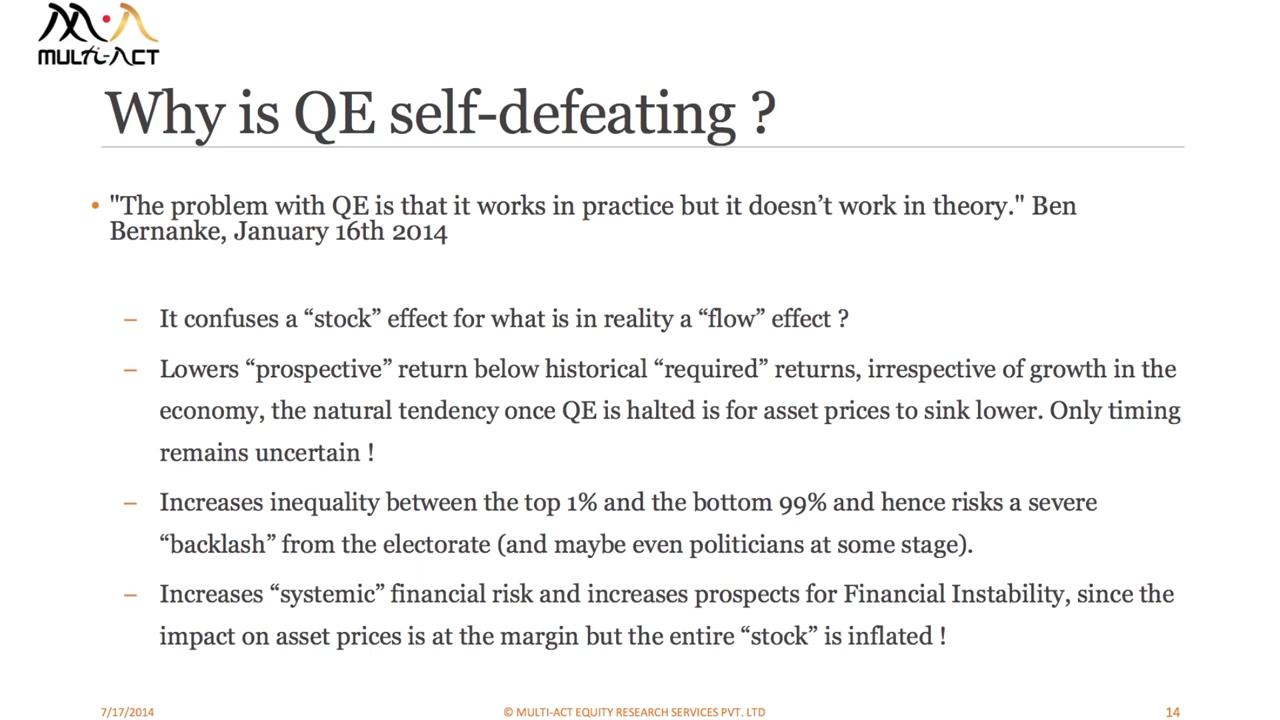 MULTI-ACT
Why is QE self-defeating ?
• "The problem with QE is that it works in practice but it doesn’t work in theory." Ben
Bernanke, January 16th 2014
– It confuses a “stock” effect for what is in reality a “flow” effect ?
– Lowers “prospective” return below historical “required” returns, irrespective of growth in the
economy, the natural tendency once QE is halted is for asset prices to sink lower. Only timing
remains uncertain !
– Increases inequality between the top 1% and the bottom 99% and hence risks a severe
“backlash” from the electorate (and maybe even politicians at some stage).
– Increases “systemic” financial risk and increases prospects for Financial Instability, since the
impact on asset prices is at the margin but the entire “stock” is inflated !
7/17/2014
© MULTI-ACT EQUITY RESEARCH SERVICES PVT. LTD
14